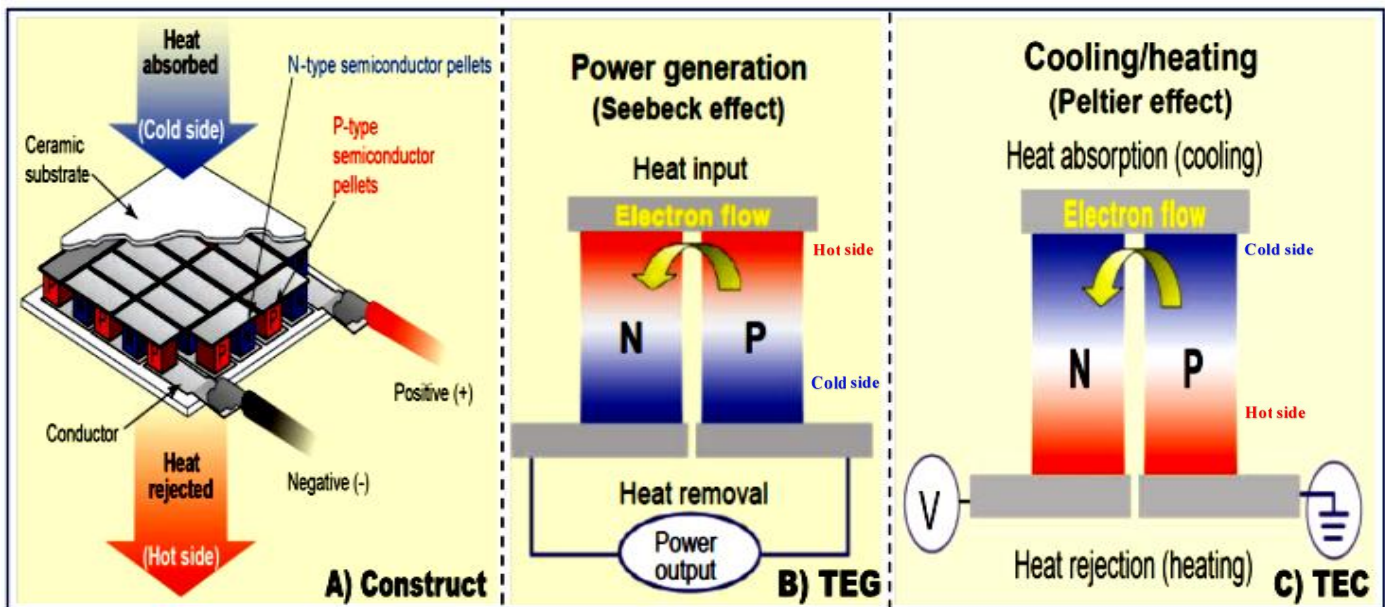 Heat
absorbed
(Cold side)
N-type semiconductor pellets
P-type
semiconductor
pellets
Ceramic
substrate
P
P
P
P
Positive (+)
Conductor
Negative (-)
Heat
rejected
(Hot side)
A) Construct
Power generation
(Seebeck effect)
Heat input
Electron flow
Hot side
N
P
Cold side
Heat removal
Power
output
B) TEG
Cooling/heating
(Peltier effect)
Heat absorption (cooling)
Electron flow
Cold side
N
P
Hot side
V
Heat rejection (heating)
C) TEC